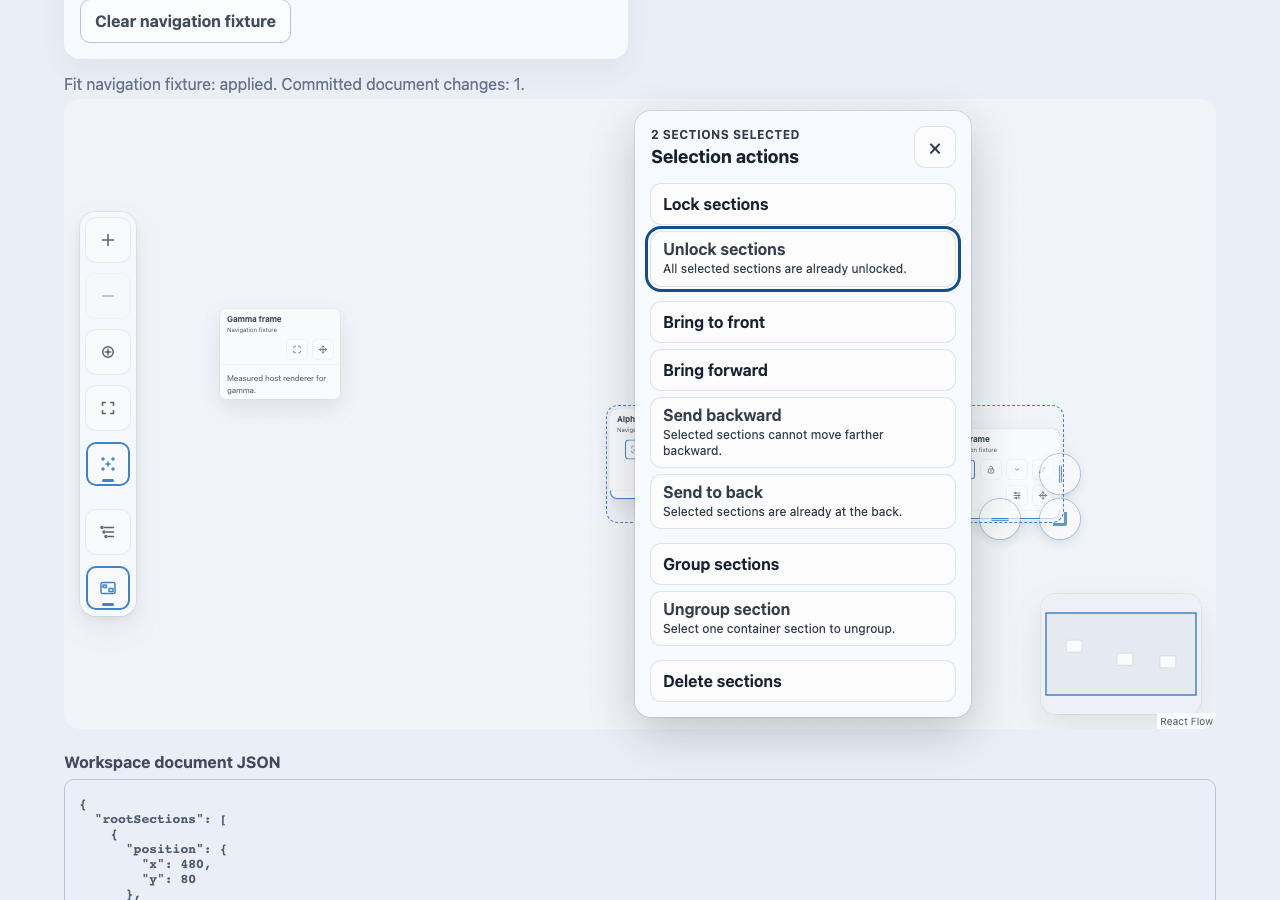 Clear navigation fixture
Fit navigation fixture: applied. Committed document changes: 1.
2 SECTIONS SELECTED
Selection actions
Lock sections
Unlock sections
All selected sections are already unlocked.
Bring to front
Bring forward
Send backward
Selected sections cannot move farther
backward.
Send to back
Selected sections are already at the back.
Group sections
Ungroup section
Select one container section to ungroup.
Delete sections
Gamma frame
Navigation fixture
Measured host renderer for
gamma.
React Flow
Workspace document JSON
{
"rootSections": [
{
"position": {
"x": 480,
"y": 80
},